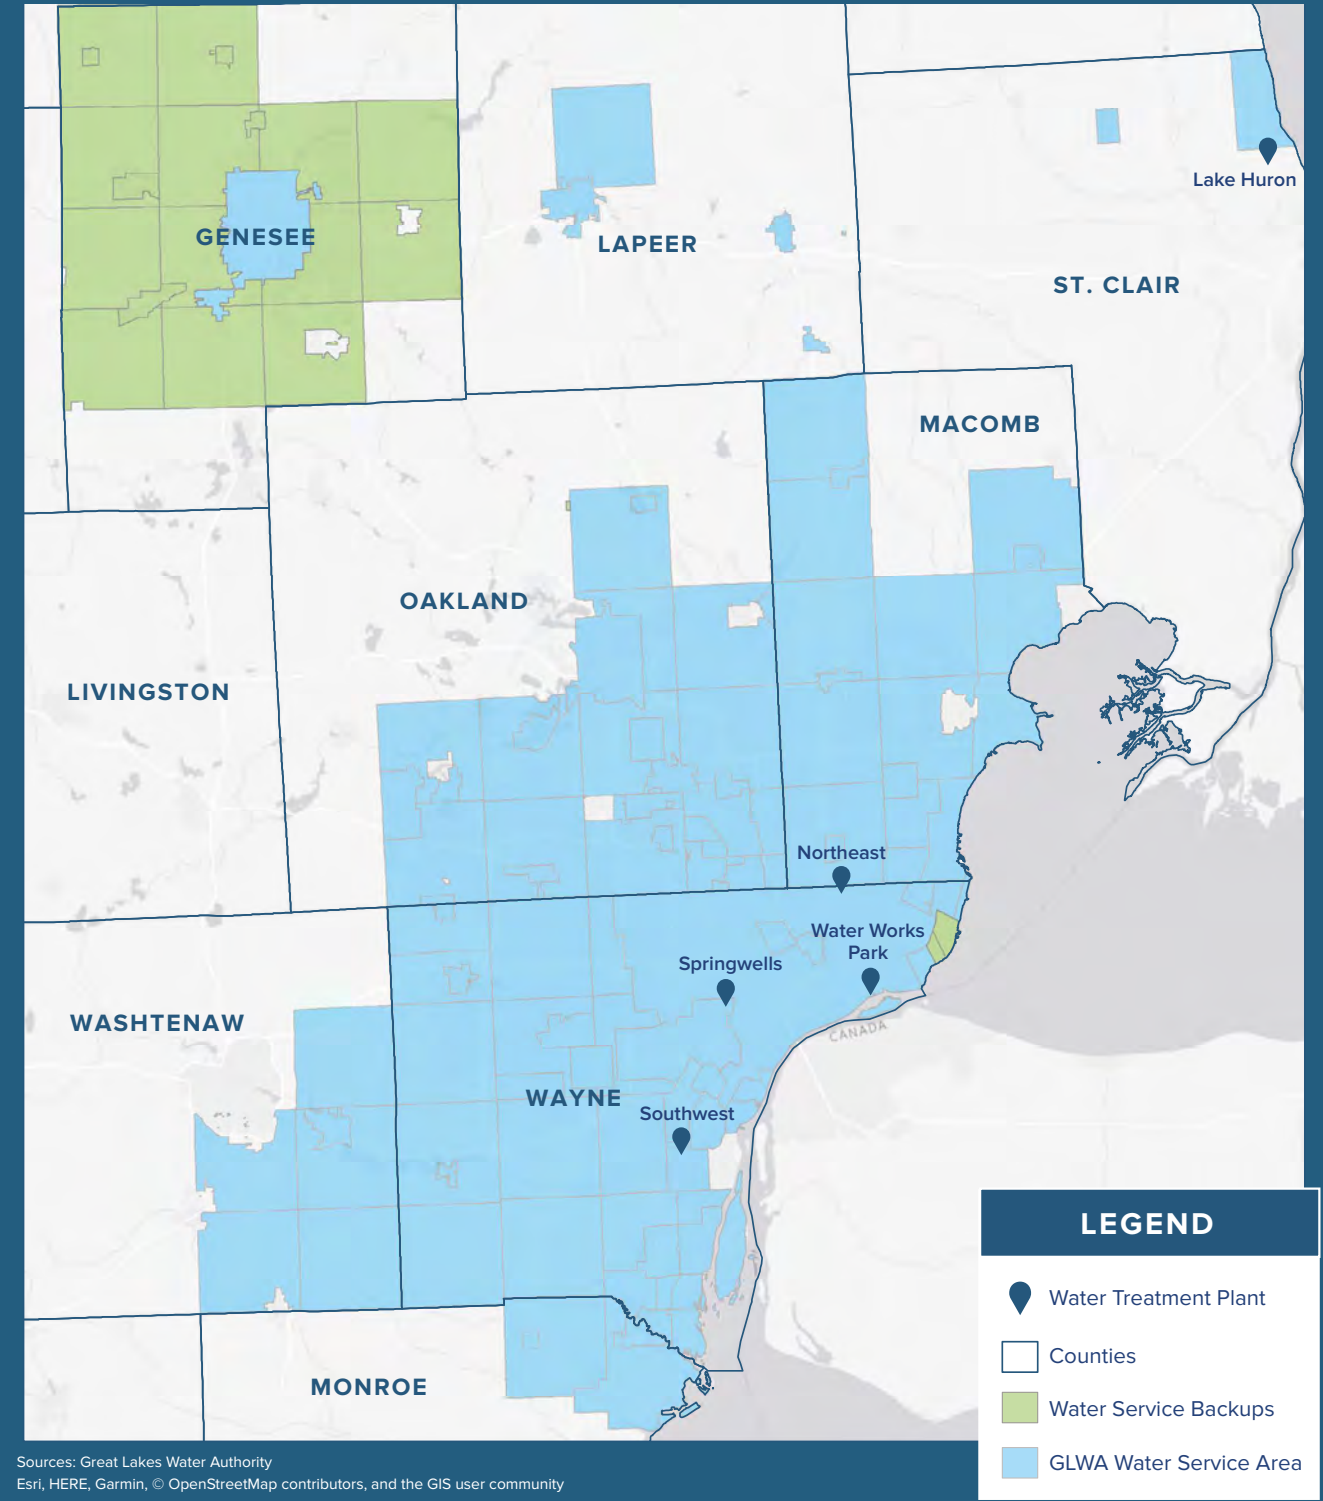 Lake Huron
GENESEE
LAPEER
ST. CLAIR
MACOMB
OAKLAND
LIVINGSTON
Northeast
Water Works
Park
Springwells
WASHTENAW
CANADA
WAYNE
Southwest
MONROE
LEGEND
Water Treatment Plant
Counties
Water Service Backups
GLWA Water Service Area
Sources: Great Lakes Water Authority
Esri, HERE, Garmin, © OpenStreetMap contributors, and the GIS user community